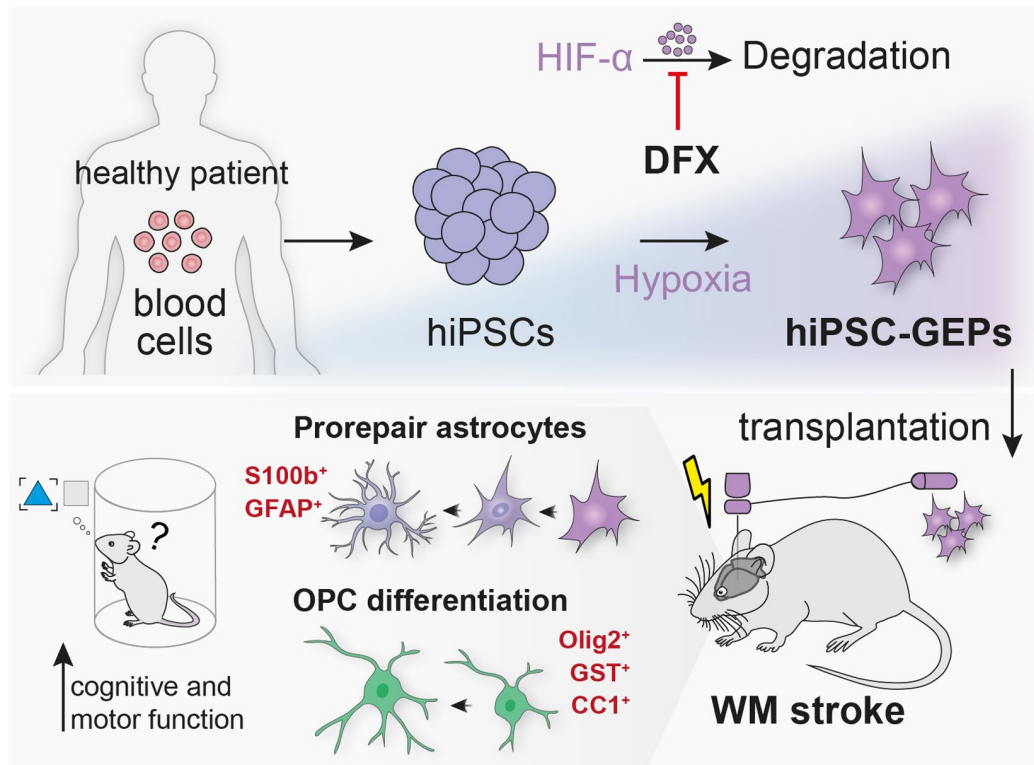 HIF-α
Degradation
DFX
healthy patient
blood
cells
hiPSCs
Hypoxia
hiPSC-GEPs
transplantation
Prorepair astrocytes
S100b⁺
GFAP⁺
?
OPC differentiation
Olig2⁺
GST⁺
CC1⁺
cognitive and
motor function
WM stroke